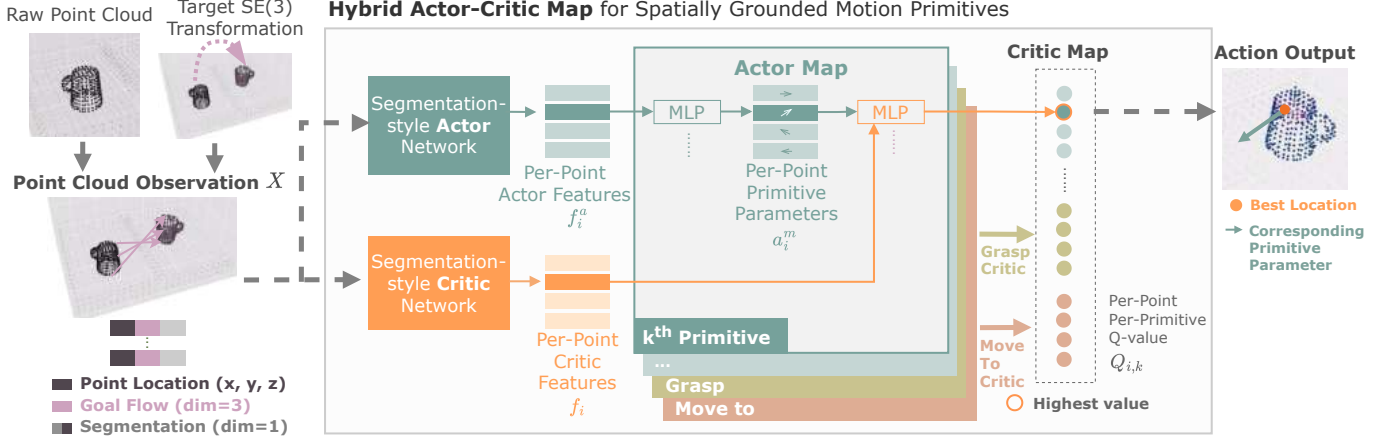 Hybrid Actor-Critic Map for Spatially Grounded Motion Primitives
Raw Point Cloud
Target SE(3)
Transformation
Point Cloud Observation X
Point Location (x, y, z)
Goal Flow (dim=3)
Segmentation (dim=1)
Segmentation-
style Actor
Network
Per-Point
Actor Features
f_i^a
Segmentation-
style Critic
Network
Per-Point
Critic
Features
f_i
Actor Map
MLP
Per-Point
Primitive
Parameters
a_i^m
MLP
k^th Primitive
...
Grasp
Move to
Grasp
Critic
Move
To
Critic
Critic Map
Per-Point
Per-Primitive
Q-value
Q_{i,k}
Highest value
Action Output
Best Location
Corresponding
Primitive
Parameter